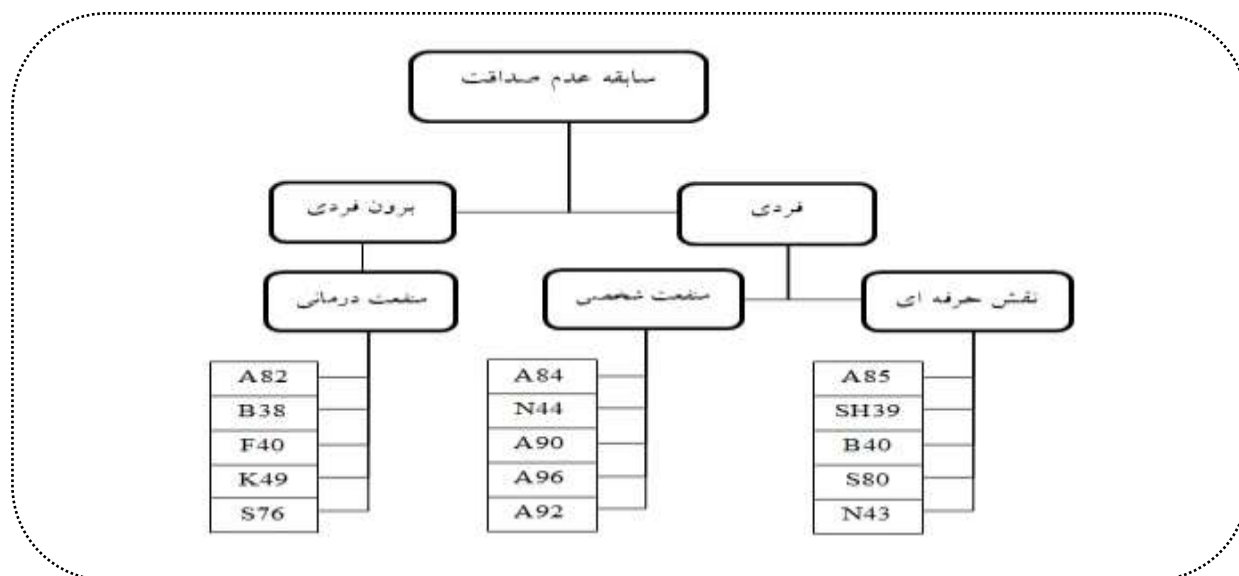 سابقه عدم صداقت
فردی
برون فردی
نقش حرفه ای
منفعت شخصی
منفعت درمانی
A85
SH39
B40
S80
N43
A84
N44
A90
A96
A92
A82
B38
F40
K49
S76